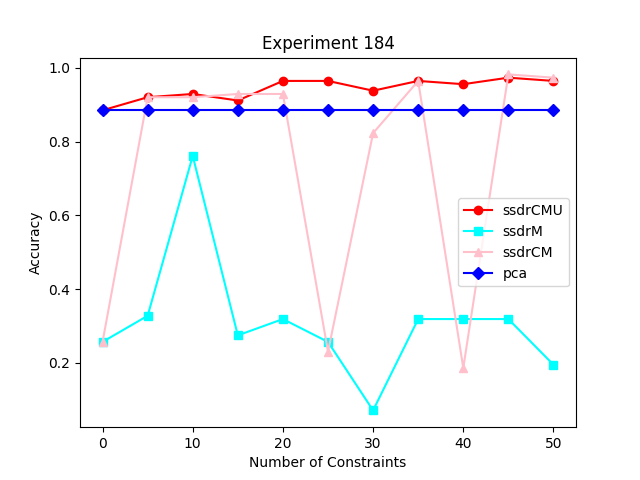 Experiment 184
1.0
0.8
0.6
0.4
0.2
Accuracy
ssdrCMU
ssdrM
ssdrCM
pca
0 10 20 30 40 50
Number of Constraints